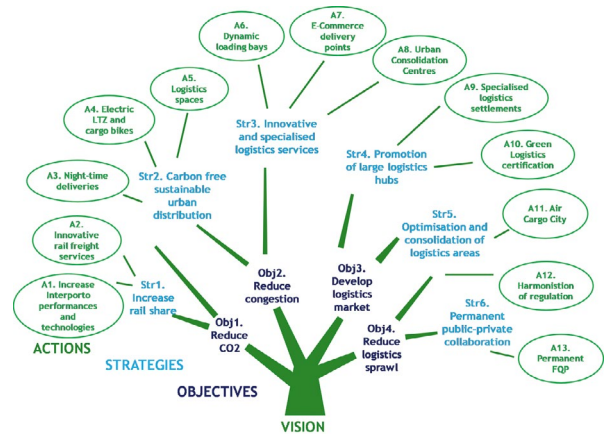 A6.
Dynamic
loading bays
A7.
E-Commerce
delivery
points
A8. Urban
Consolidation
Centres
A5.
Logistics
spaces
A9. Specialised
logistics
settlements
A4. Electric
LTZ and
cargo bikes
Str3. Innovative
and specialised
logistics services
Str4. Promotion
of large logistics
hubs
A10. Green
Logistics
certification
A3. Night-time
deliveries
Str2. Carbon free
sustainable
urban
distribution
A11. Air
Cargo City
A2.
Innovative
rail freight
services
Str5.
Optimisation and
consolidation of
logistics areas
A1. Increase
Interporto
performances
and
technologies
Str1.
Increase
rail share
Obj2.
Reduce
congestion
Obj3.
Develop
logistics
market
A12.
Harmonistion
of regulation
Obj1.
Reduce
CO2
Obj4.
Reduce
logistics
sprawl
Str6.
Permanent
public-private
collaboration
A13.
Permanent
FQP
ACTIONS
STRATEGIES
OBJECTIVES
VISION